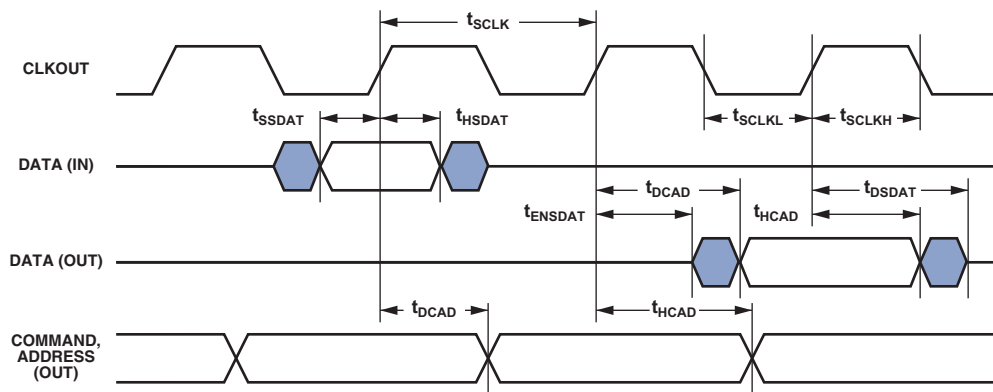 tSCLK
CLKOUT
tSSDAT
tHSDAT
tSCLKL
tSCLKH
DATA (IN)
tDCAD
tDSDAT
tENSDAT
tHCAD
DATA (OUT)
tDCAD
tHCAD
COMMAND,
ADDRESS
(OUT)